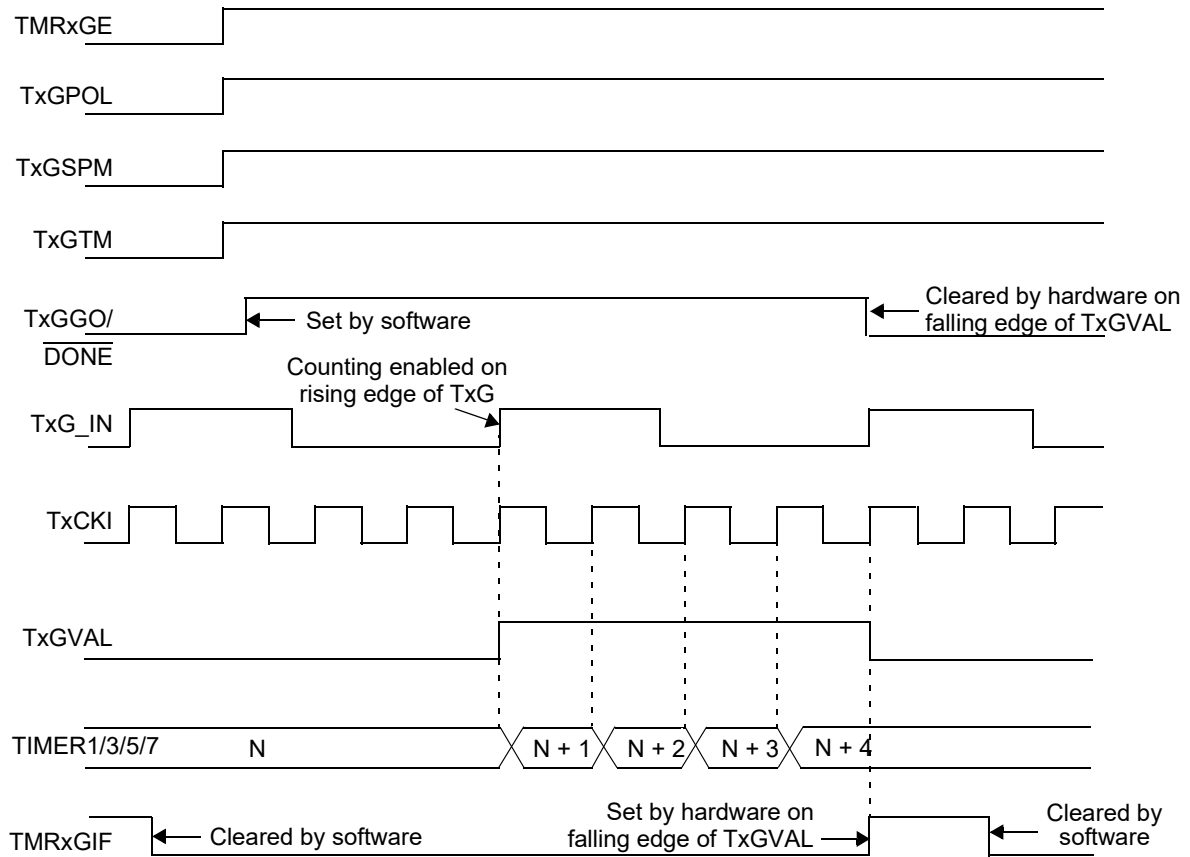 TMRxGE
TxGPOL
TxGSPM
TxGTM
TxGGO/
DONE
Set by software
Cleared by hardware on
falling edge of TxGVAL
Counting enabled on
rising edge of TxG
TxG_IN
TxCKI
TxGVAL
TIMER1/3/5/7
N
N + 1
N + 2
N + 3
N + 4
TMRxGIF
Cleared by software
Set by hardware on
falling edge of TxGVAL
Cleared by
software